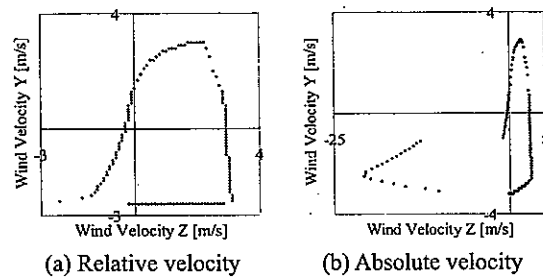 4
Wind Velocity Y [m/s]
-3
4
-3
Wind Velocity Z [m/s]
(a) Relative velocity
4
Wind Velocity Y [m/s]
-25
-4
Wind Velocity Z [m/s]
(b) Absolute velocity